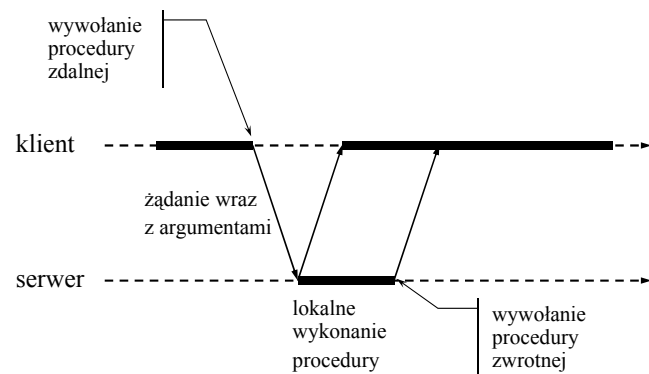 wywołanie
procedury
zdalnej
klient
żądanie wraz
z argumentami
serwer
lokalne
wykonanie
procedury
wywołanie
procedury
zwrotnej